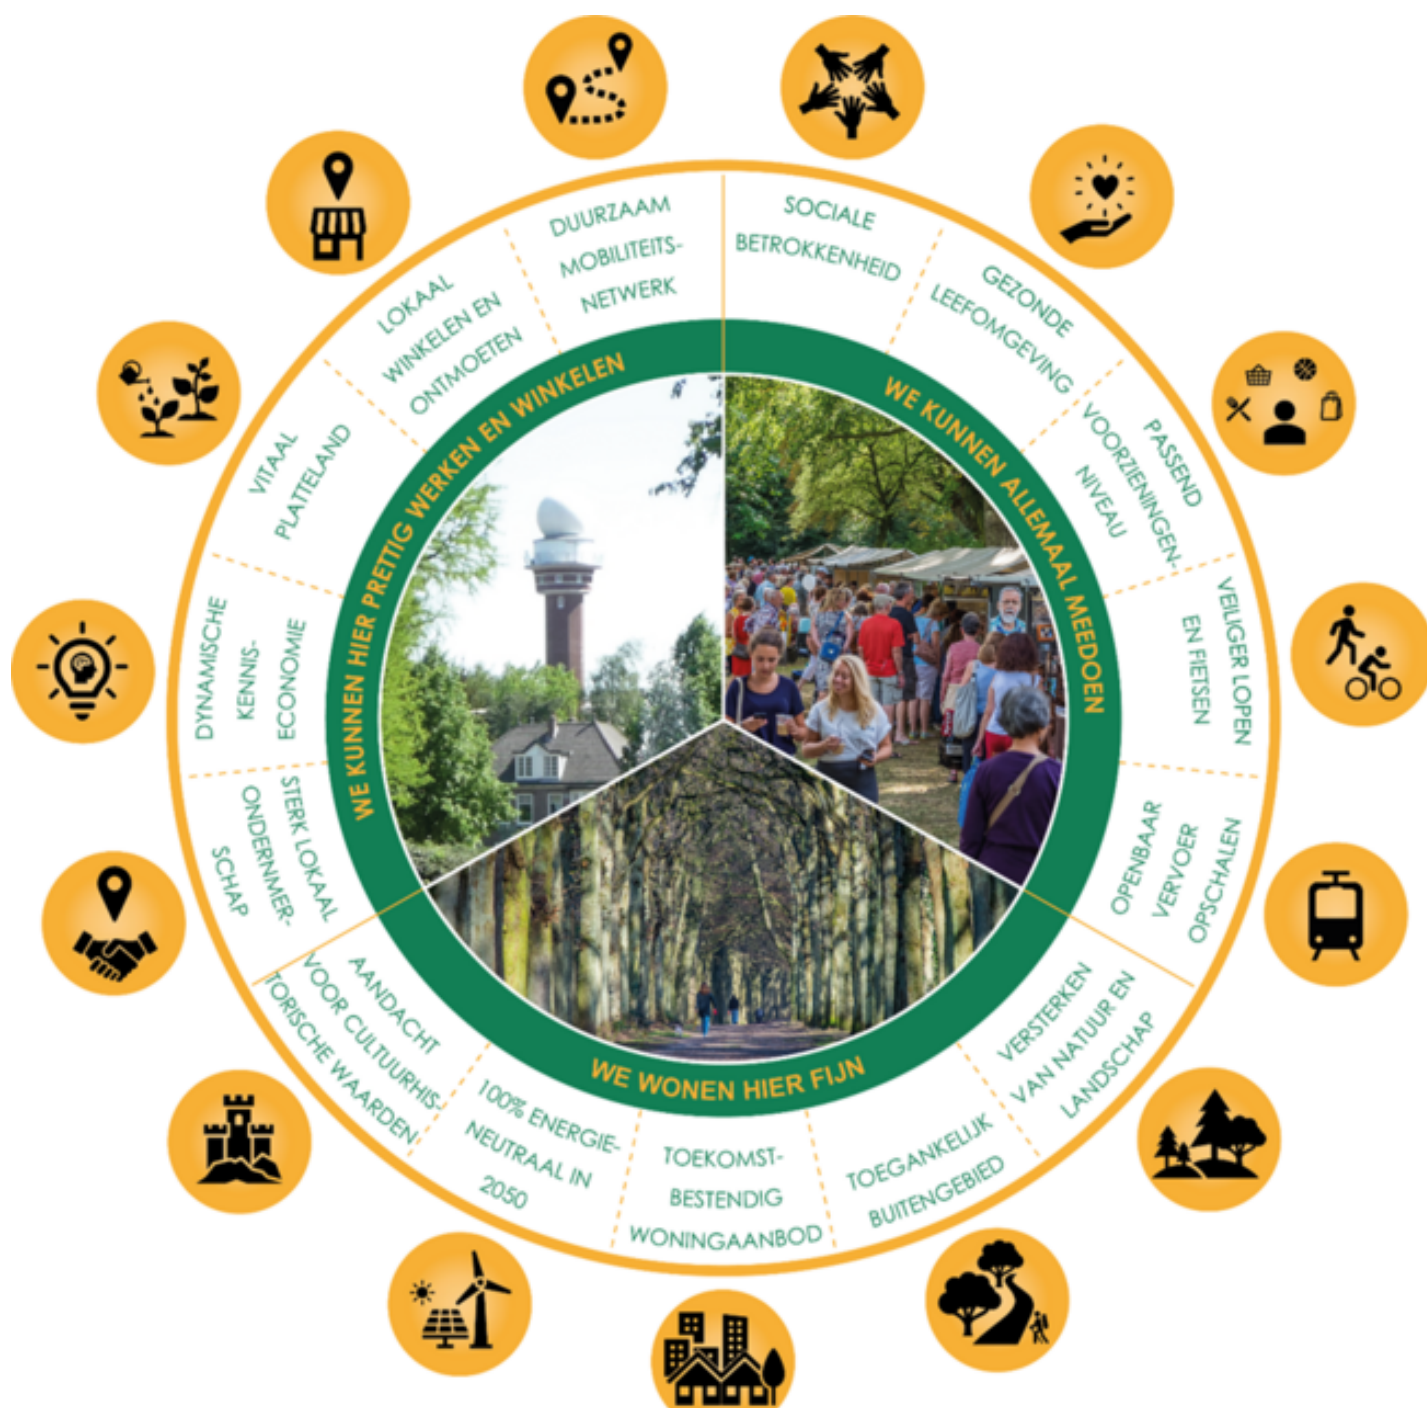 SOCIALE
BETROKKENHEID
GEZONDE
LEEFOMGEVING
PASSEND
VOORZIENINGEN-
NIVEAU
VEILIGER LOPEN
EN FIETSEN
OPENBAAR
VERVOER
OPSCHALEN
VERSTERKEN
VAN NATUUR EN
LANDSCHAP
TOEGANKELIJK
BUITENGEBIED
TOEKOMST-
BESTENDIG
WONINGAANBOD
100% ENERGIE-
NEUTRAAL IN
2050
AANDACHT
VOOR CULTUURHIS-
TORISCHE WAARDEN
STERK LOKAAL
ONDERNMER-
SCHAP
DYNAMISCHE
KENNIS-
ECONOMIE
VITAAL
PLATTELAND
LOKAAL
WINKELEN EN
ONTMOETEN
DUURZAAM
MOBILITEITS-
NETWERK
WE KUNNEN ALLEMAAL MEEDOEN
WE WONEN HIER FIJN
WE KUNNEN HIER PRETTIG WERKEN EN WINKELEN